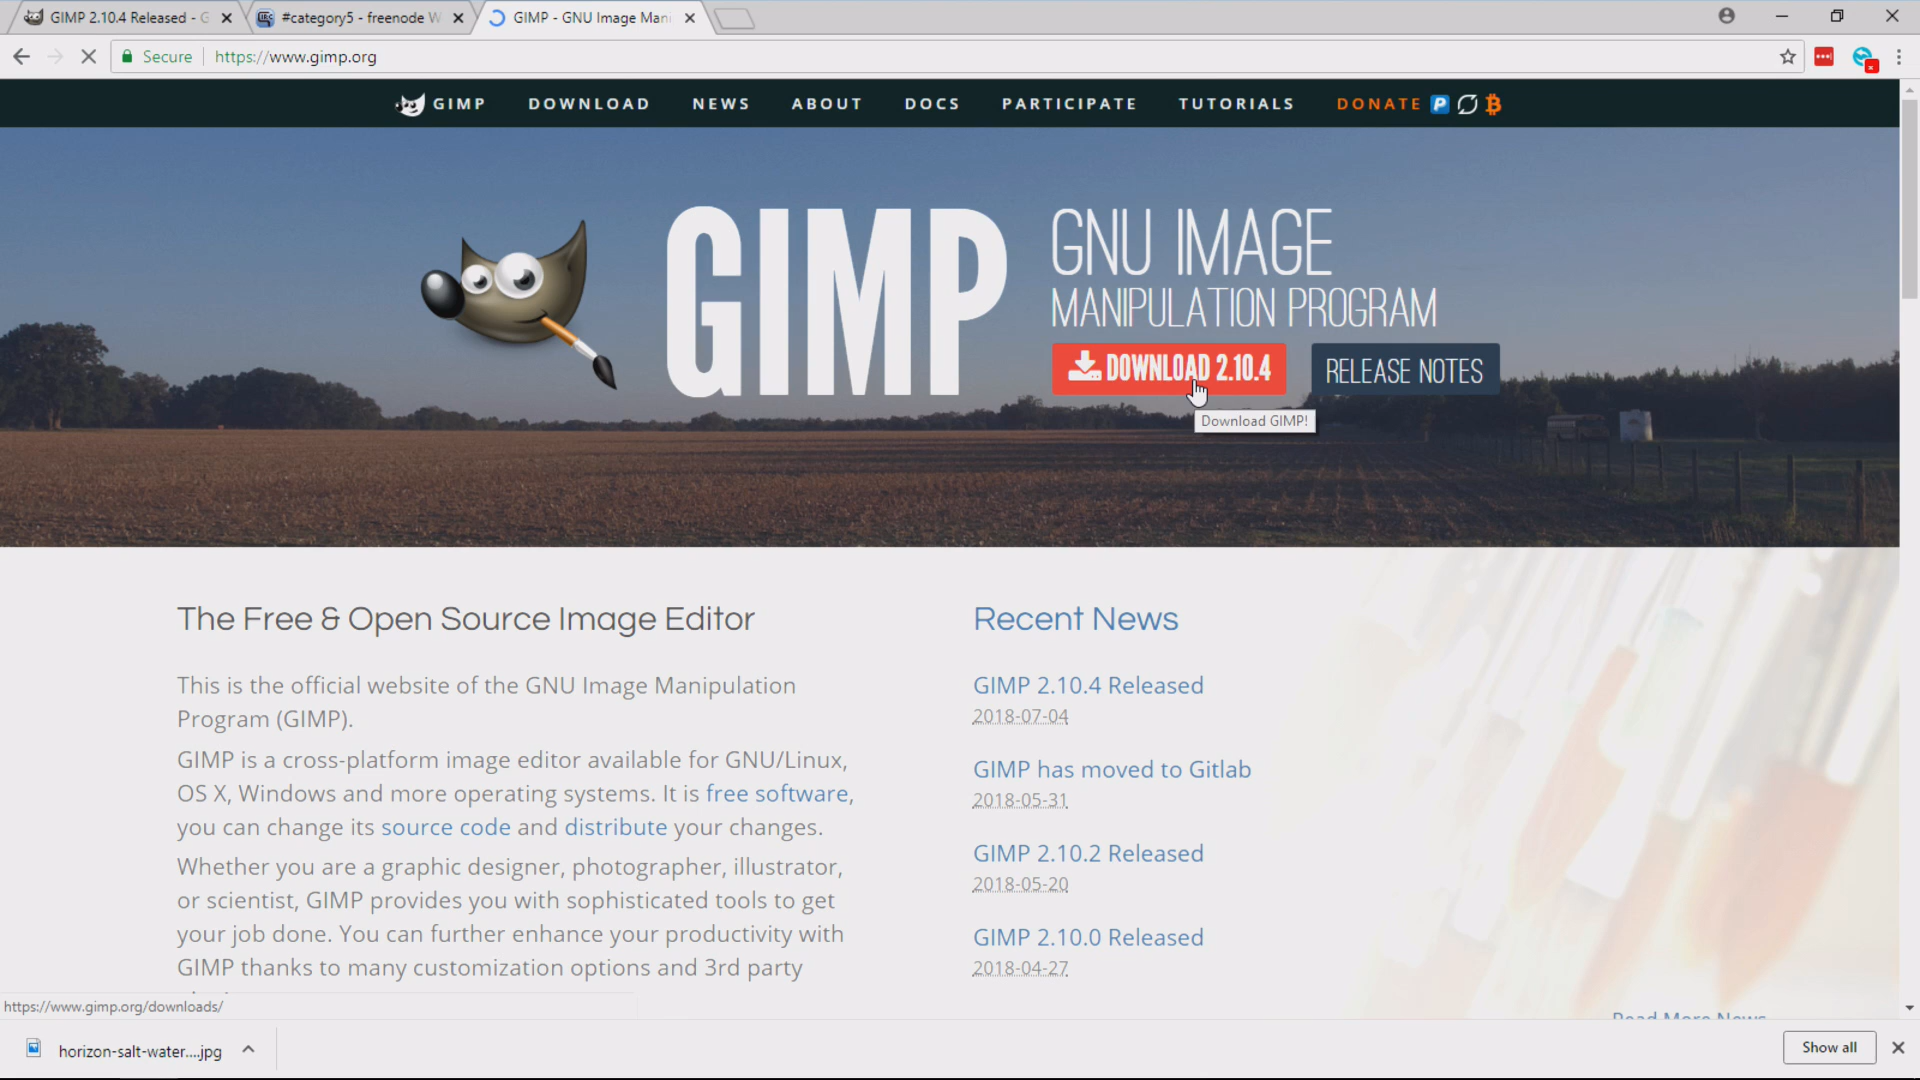 GIMP 2.10.4 Released - G
#category5 - freenode W
GIMP - GNU Image Man
Secure
https://www.gimp.org
GIMP
DOWNLOAD
NEWS
ABOUT
DOCS
PARTICIPATE
TUTORIALS
DONATE
GIMP
GNU IMAGE
MANIPULATION PROGRAM
DOWNLOAD 2.10.4
RELEASE NOTES
Download GIMP!
The Free & Open Source Image Editor
This is the official website of the GNU Image Manipulation
Program (GIMP).
GIMP is a cross-platform image editor available for GNU/Linux,
OS X, Windows and more operating systems. It is free software,
you can change its source code and distribute your changes.
Whether you are a graphic designer, photographer, illustrator,
or scientist, GIMP provides you with sophisticated tools to get
your job done. You can further enhance your productivity with
GIMP thanks to many customization options and 3rd party
Recent News
GIMP 2.10.4 Released
2018-07-04
GIMP has moved to Gitlab
2018-05-31
GIMP 2.10.2 Released
2018-05-20
GIMP 2.10.0 Released
2018-04-27
Read More News
https://www.gimp.org/downloads/
horizon-salt-water....jpg
Show all